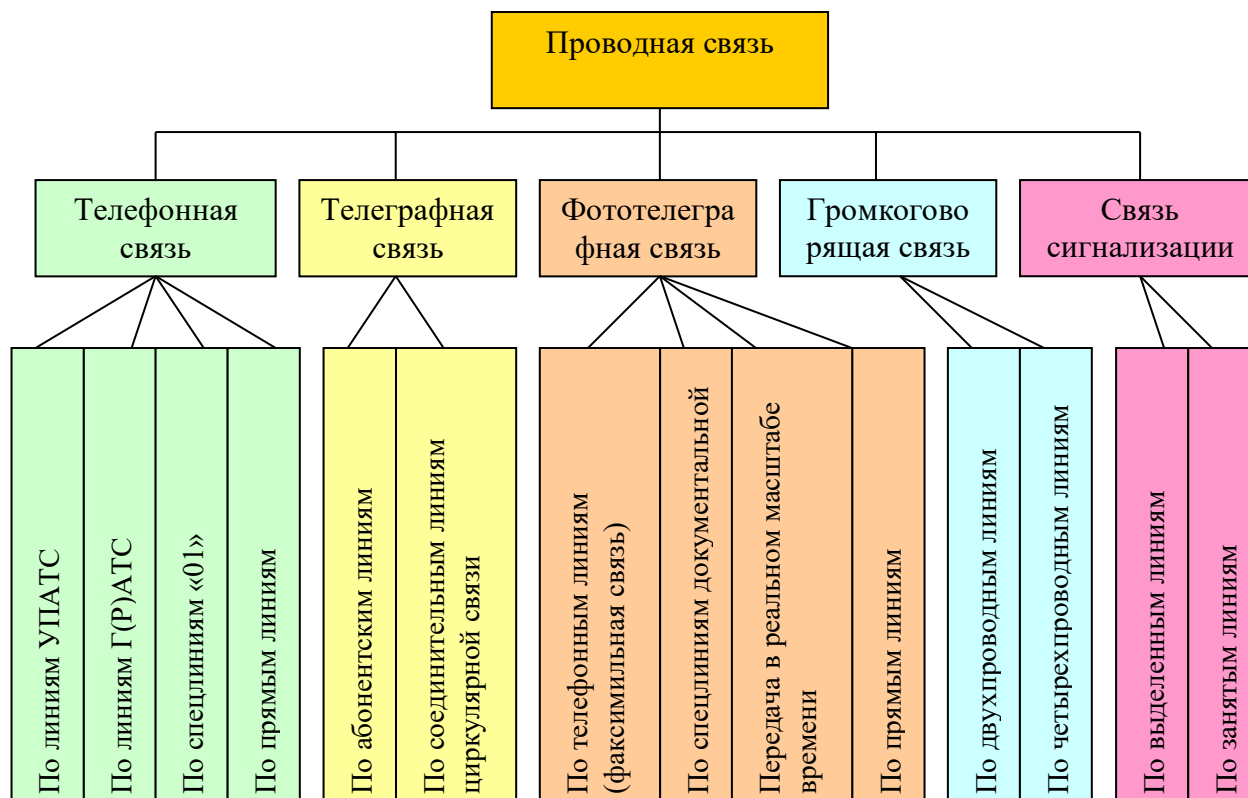 Проводная связь
Телефонная
связь
Телеграфная
связь
Фототелегра
фная связь
Громкогово
рящая связь
Связь
сигнализации
По линиям УПАТС
По линиям Г(Р)АТС
По спецлиниям «01»
По прямым линиям
По абонентским линиям
По соединительным линиям
циркулярной связи
По телефонным линиям
(факсимильная связь)
По спецлиниям документальной
Передача в реальном масштабе
времени
По прямым линиям
По двухпроводным линиям
По четырехпроводным линиям
По выделенным линиям
По занятым линиям